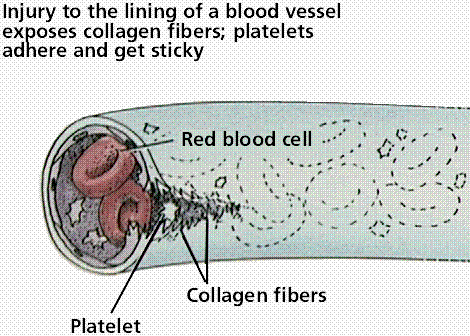 Injury to the lining of a blood vessel
exposes collagen fibers; platelets
adhere and get sticky
Red blood cell
Collagen fibers
Platelet